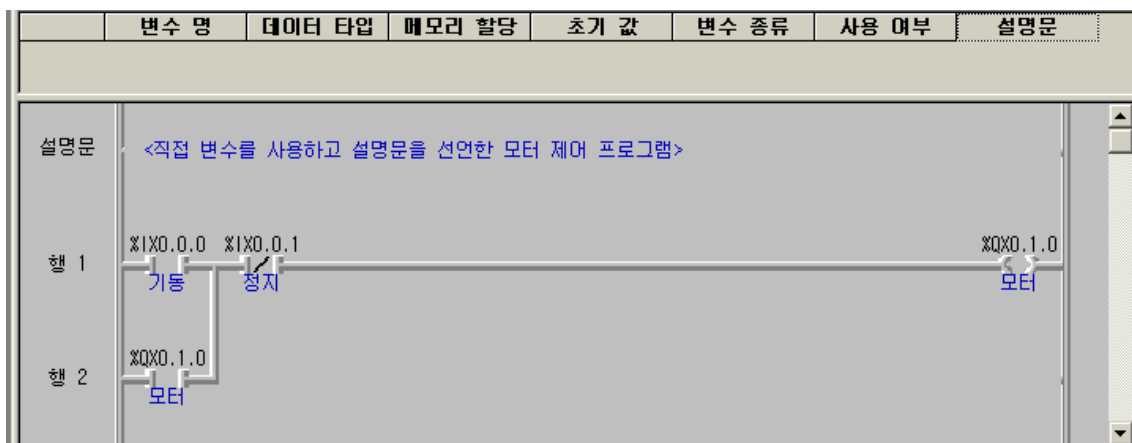 변수 명 데이터 타입 메모리 할당 초기 값 변수 종류 사용 여부 설명문
설명문 <직접 변수를 사용하고 설명문을 선언한 모터 제어 프로그램>
%IX0.0.0 %IX0.0.1 %QX0.1.0
행 1
기동 정지 모터
%QX0.1.0
행 2
모터